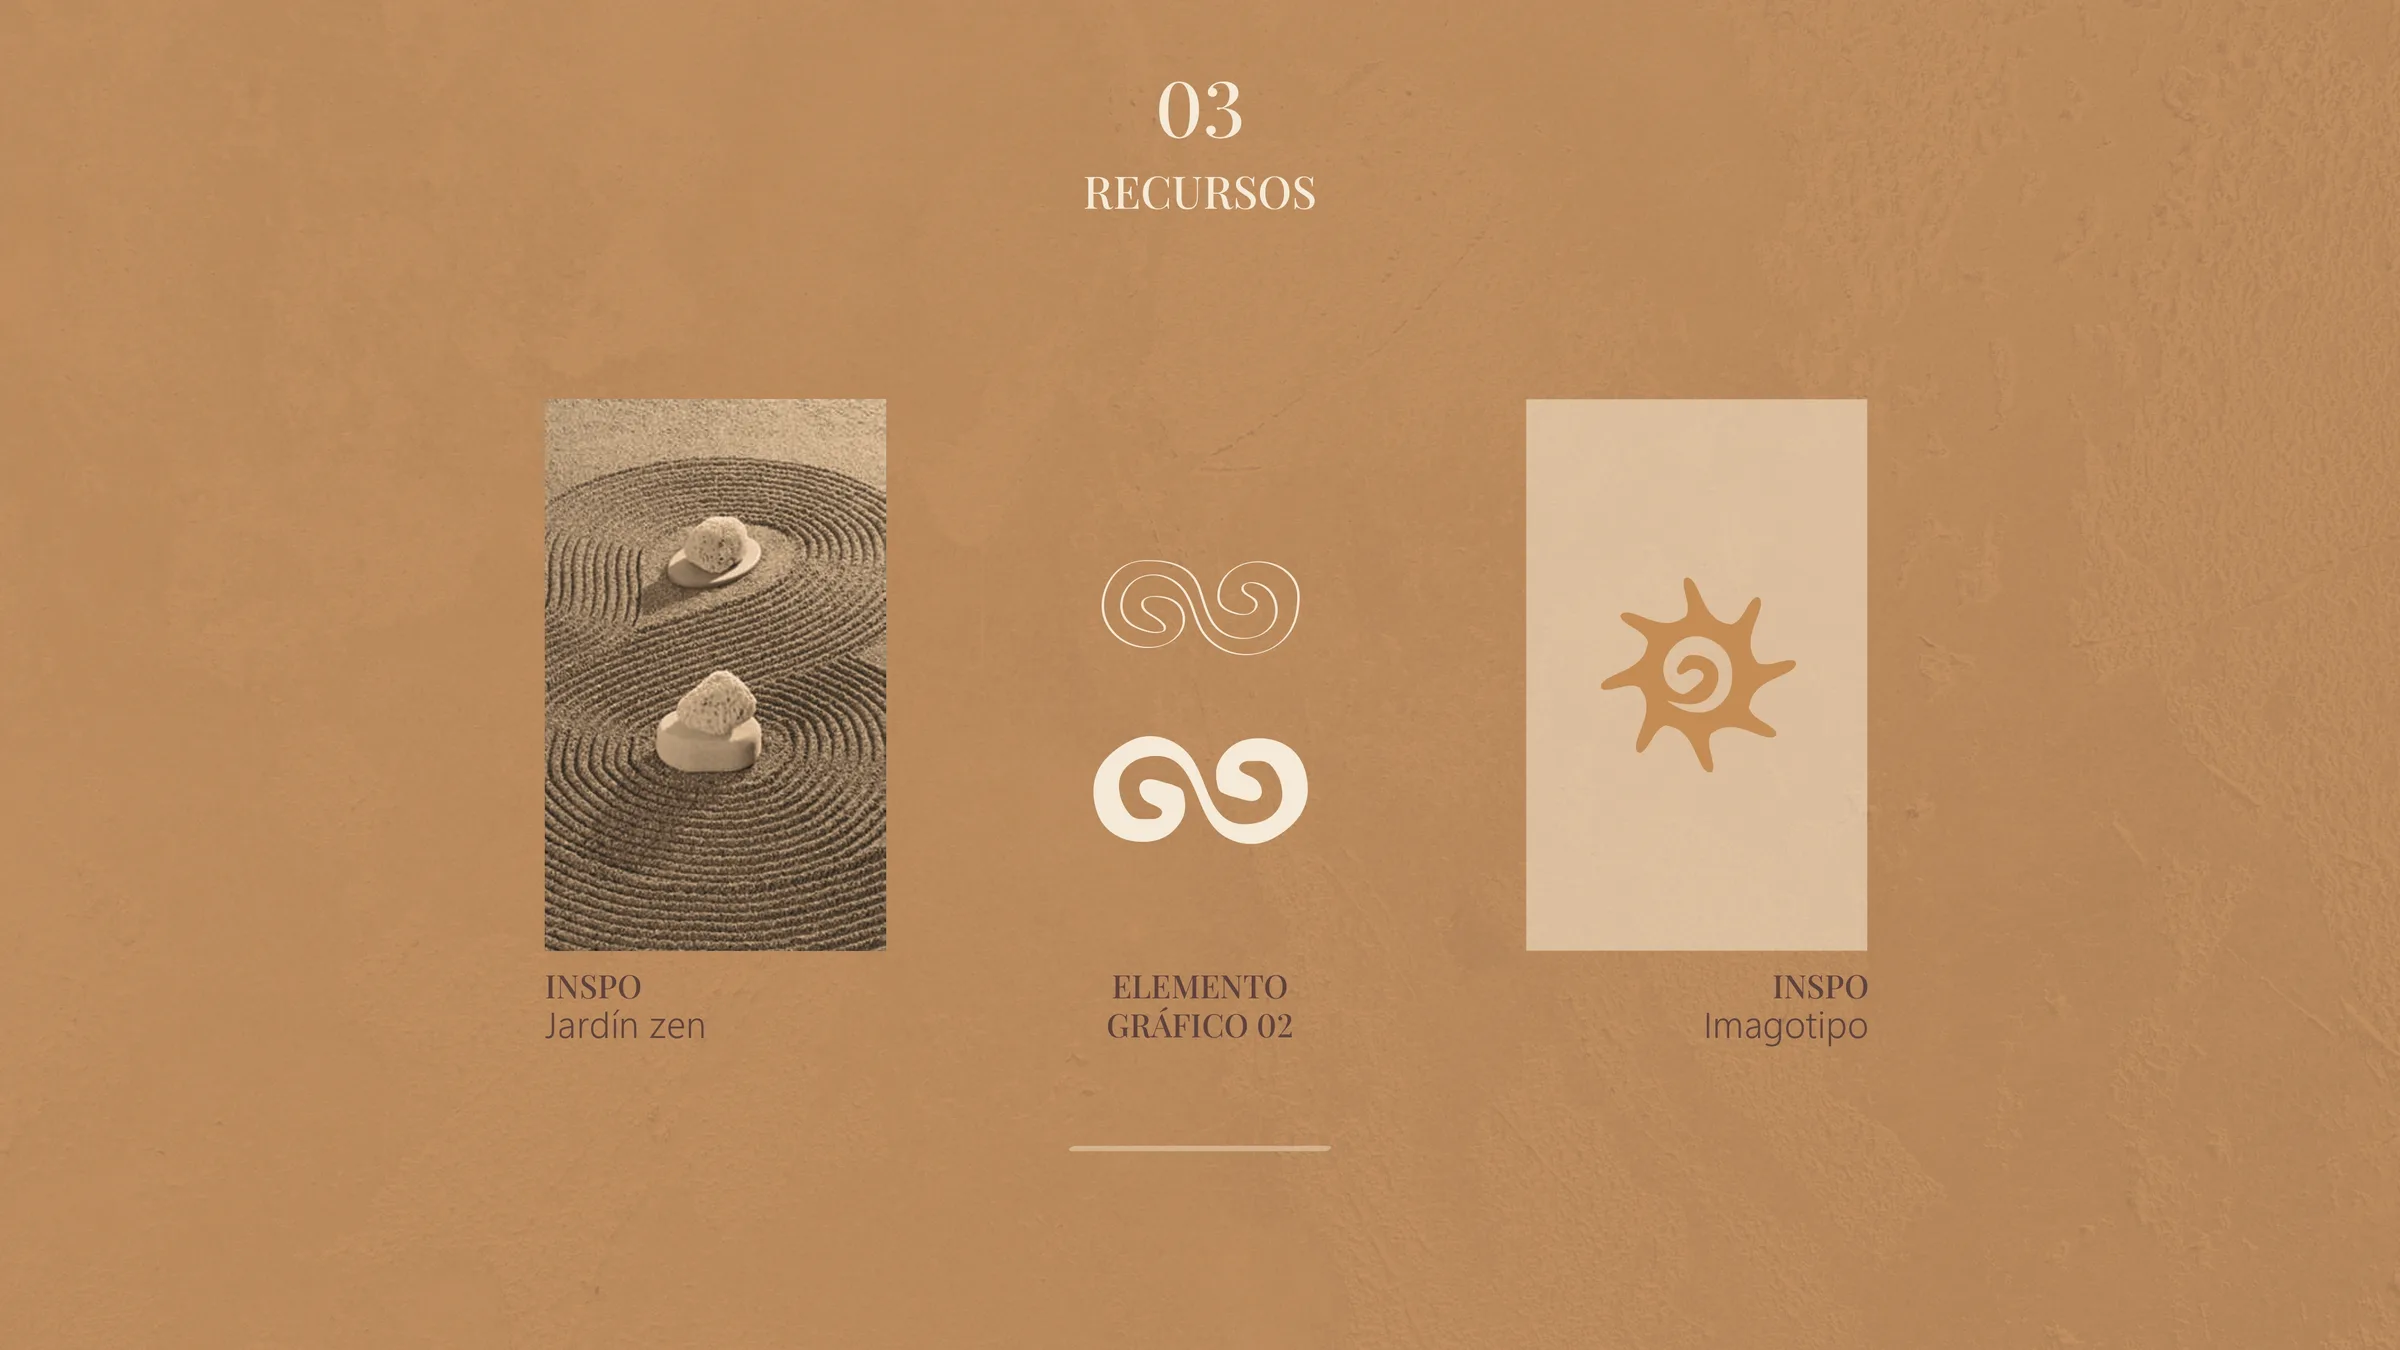 03
RECURSOS
INSPO
Jardín zen
ELEMENTO
GRÁFICO 02
INSPO
Imagotipo